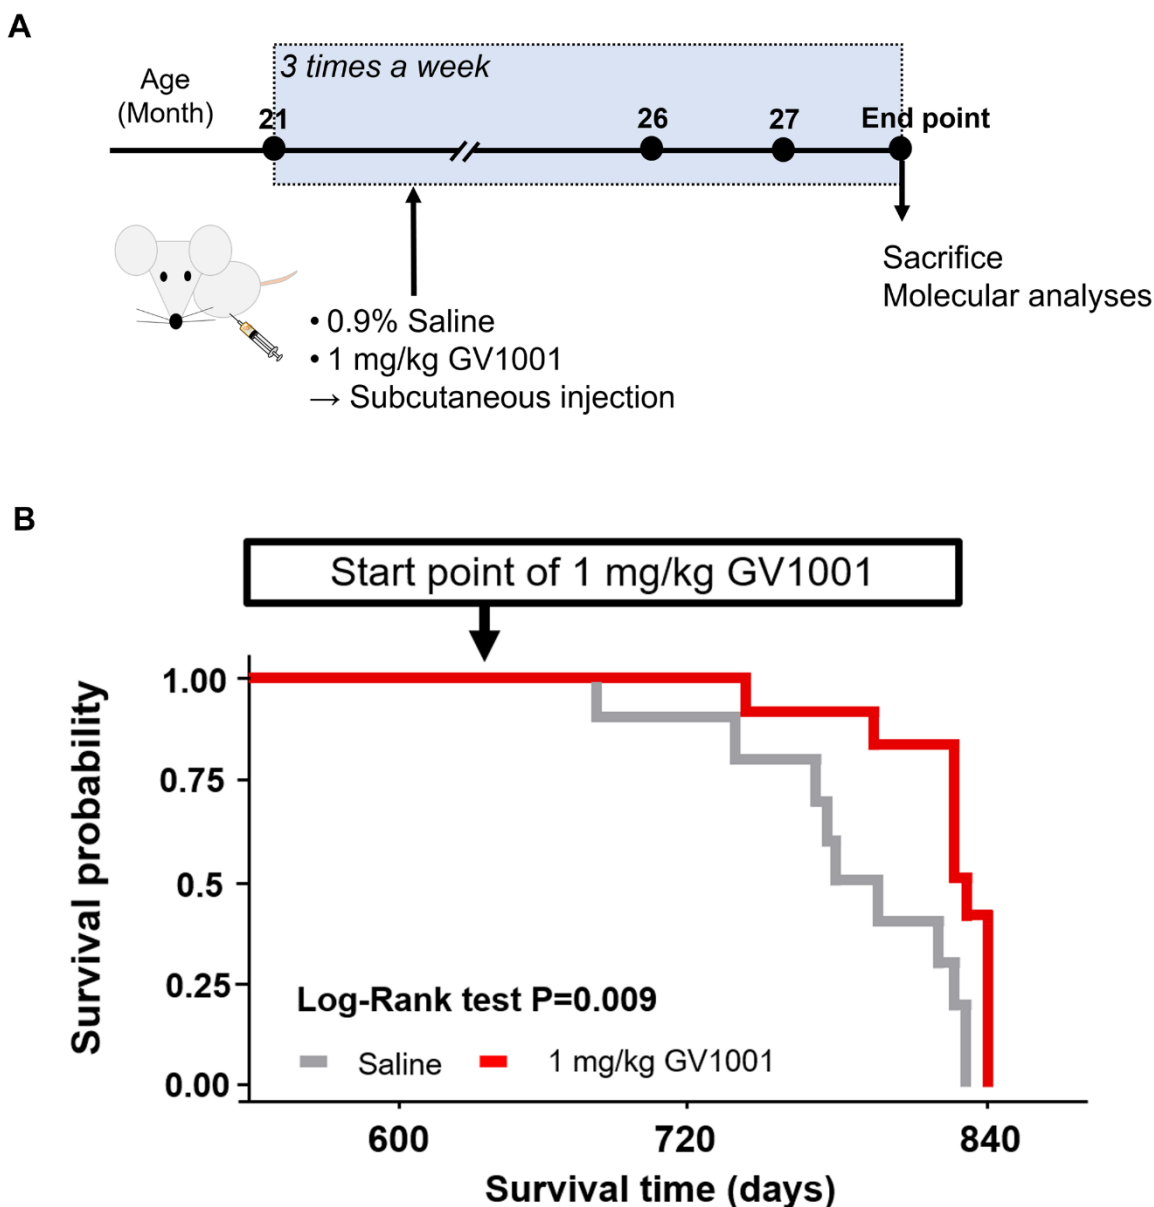 A
Age
(Month)
3 times a week
21
26
27
End point
• 0.9% Saline
• 1 mg/kg GV1001
→ Subcutaneous injection
Sacrifice
Molecular analyses
B
Start point of 1 mg/kg GV1001
Survival probability
1.00
0.75
0.5
0.25
0.00
Log-Rank test P=0.009
Saline
1 mg/kg GV1001
600
720
840
Survival time (days)